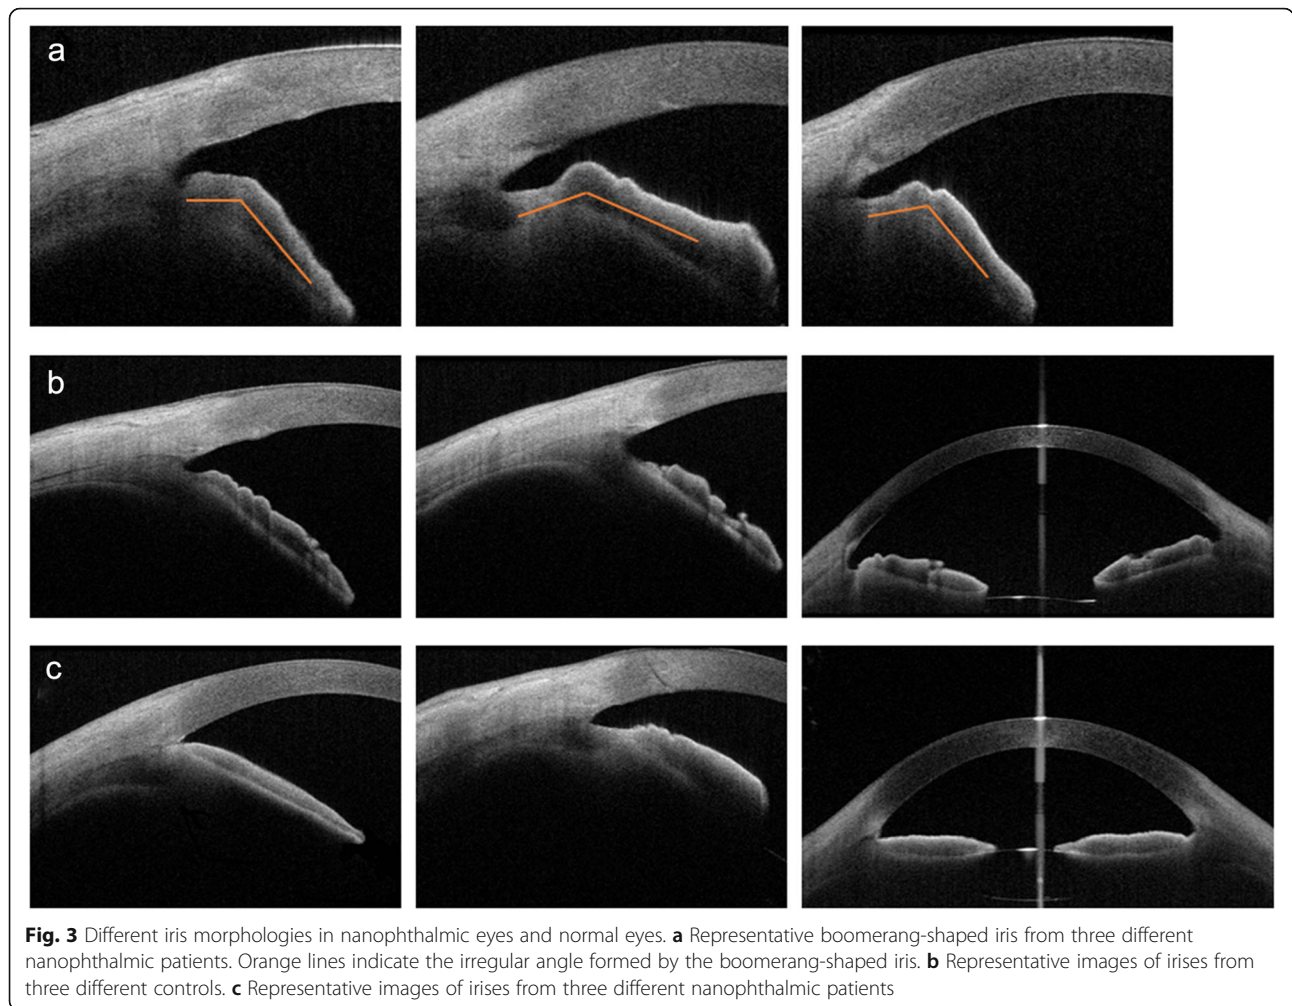 a
b
c
Fig. 3 Different iris morphologies in nanophthalmic eyes and normal eyes. a Representative boomerang-shaped iris from three different
nanophthalmic patients. Orange lines indicate the irregular angle formed by the boomerang-shaped iris. b Representative images of irises from
three different controls. c Representative images of irises from three different nanophthalmic patients